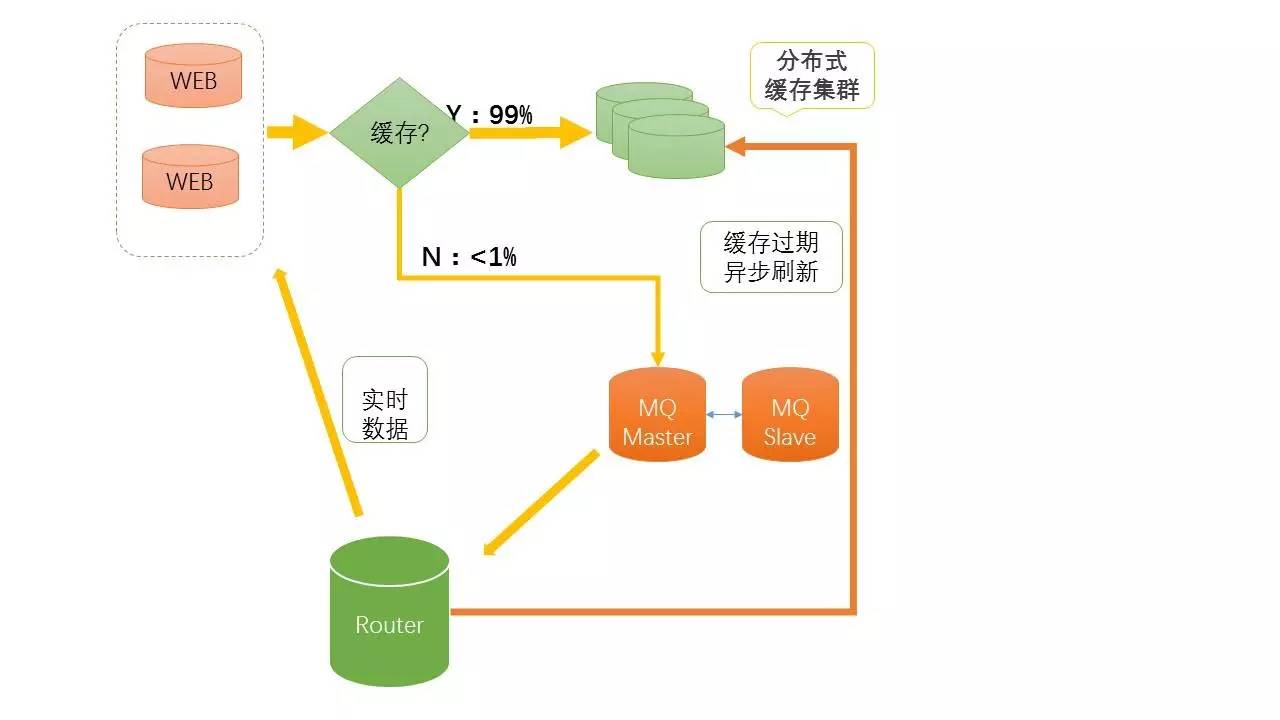 WEB
WEB
缓存?
Y：99%
分布式
缓存集群
N：<1%
缓存过期
异步刷新
实时
数据
MQ
Master
MQ
Slave
Router